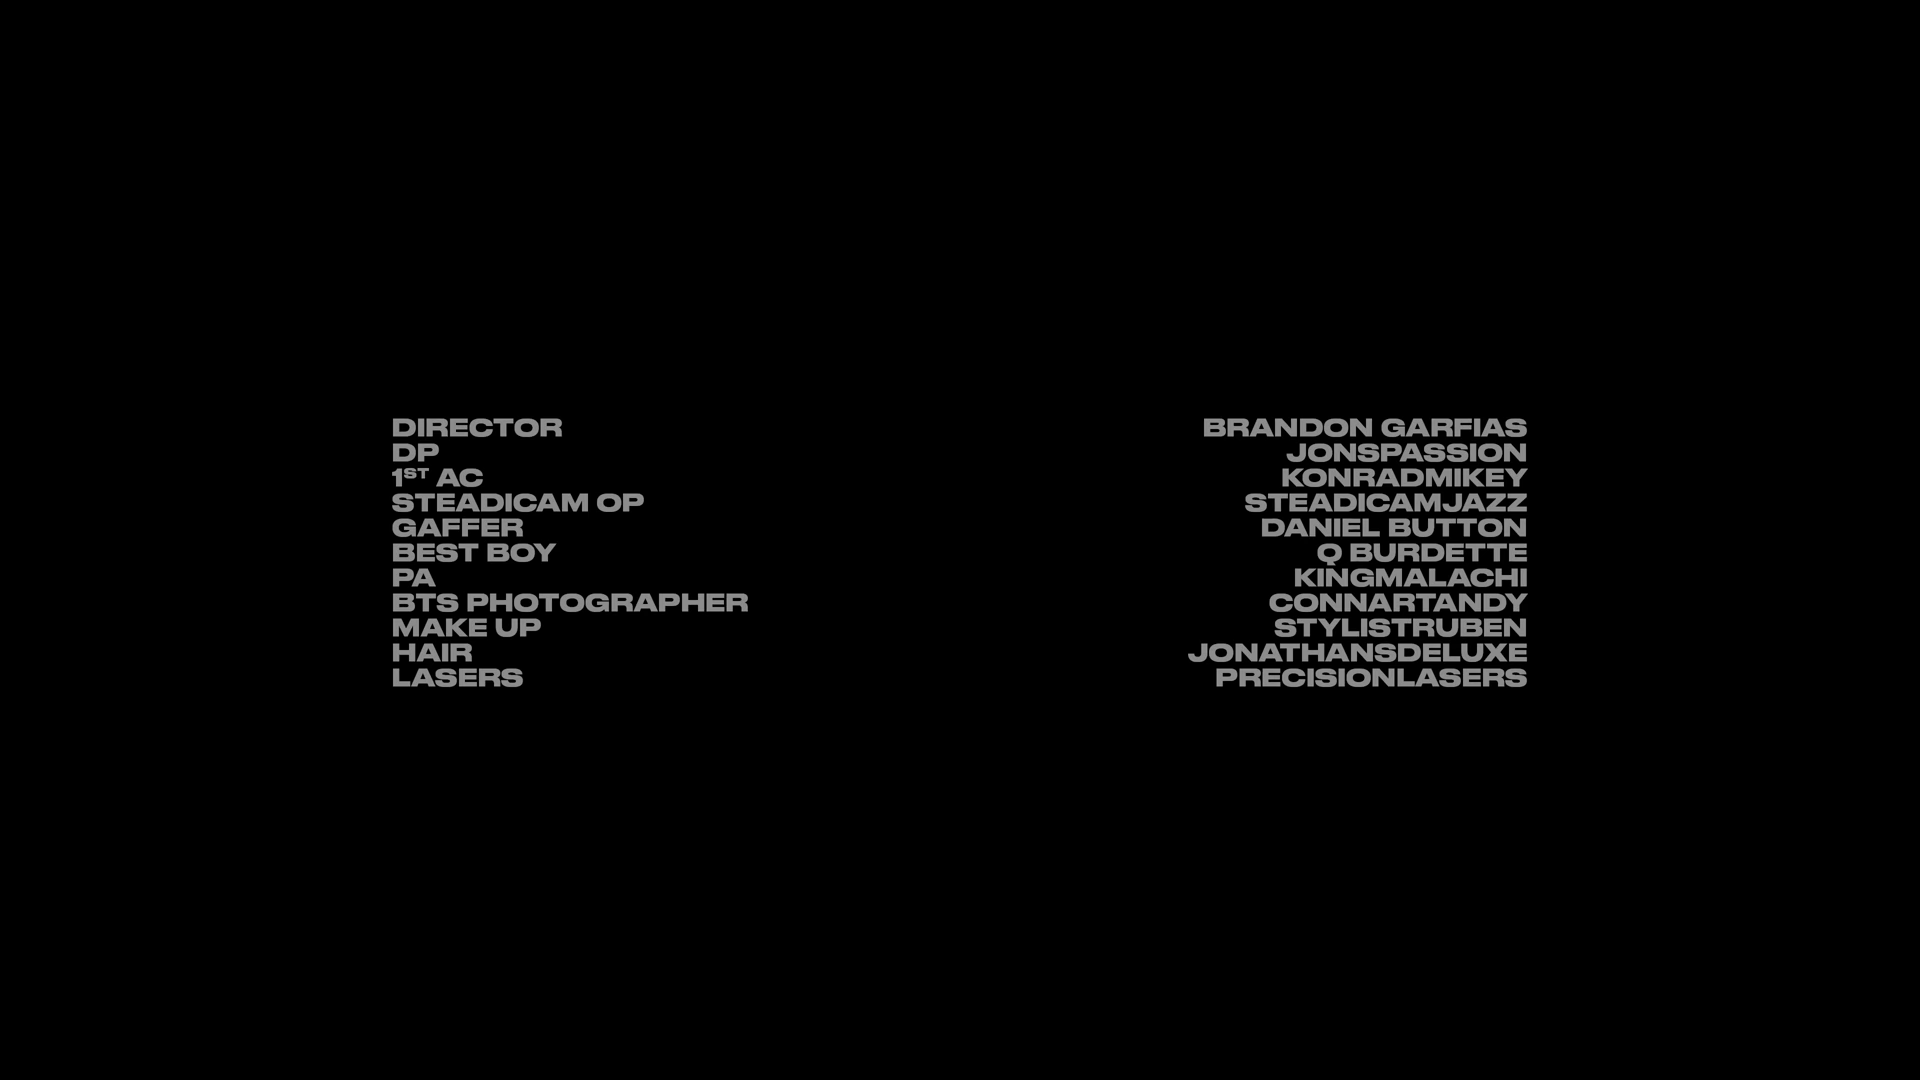 DIRECTOR BRANDON GARFIAS
DP JONSPASSION
1ST AC KONRADMIKEY
STEADICAM OP STEADICAMJAZZ
GAFFER DANIEL BUTTON
BEST BOY Q BURDETTE
PA KINGMALACHI
BTS PHOTOGRAPHER CONNARTANDY
MAKE UP STYLISTRUBEN
HAIR JONATHANSDELUXE
LASERS PRECISIONLASERS